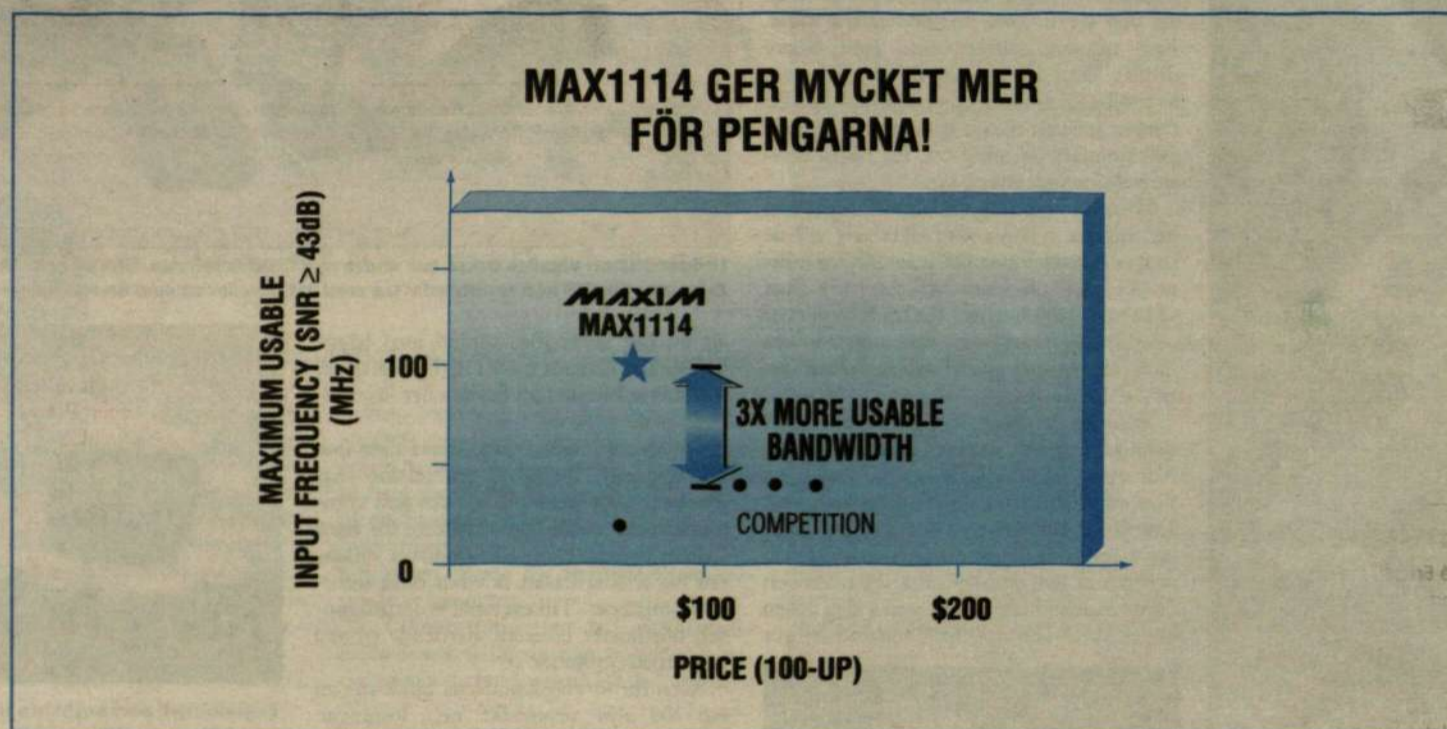 MAX1114 GER MYCKET MER
FÖR PENGARNA!
MAXIMUM USABLE
INPUT FREQUENCY (SNR ≥ 43dB)
(MHz)
100
0
MAXIM
MAX1114
3X MORE USABLE
BANDWIDTH
COMPETITION
$100
$200
PRICE (100-UP)